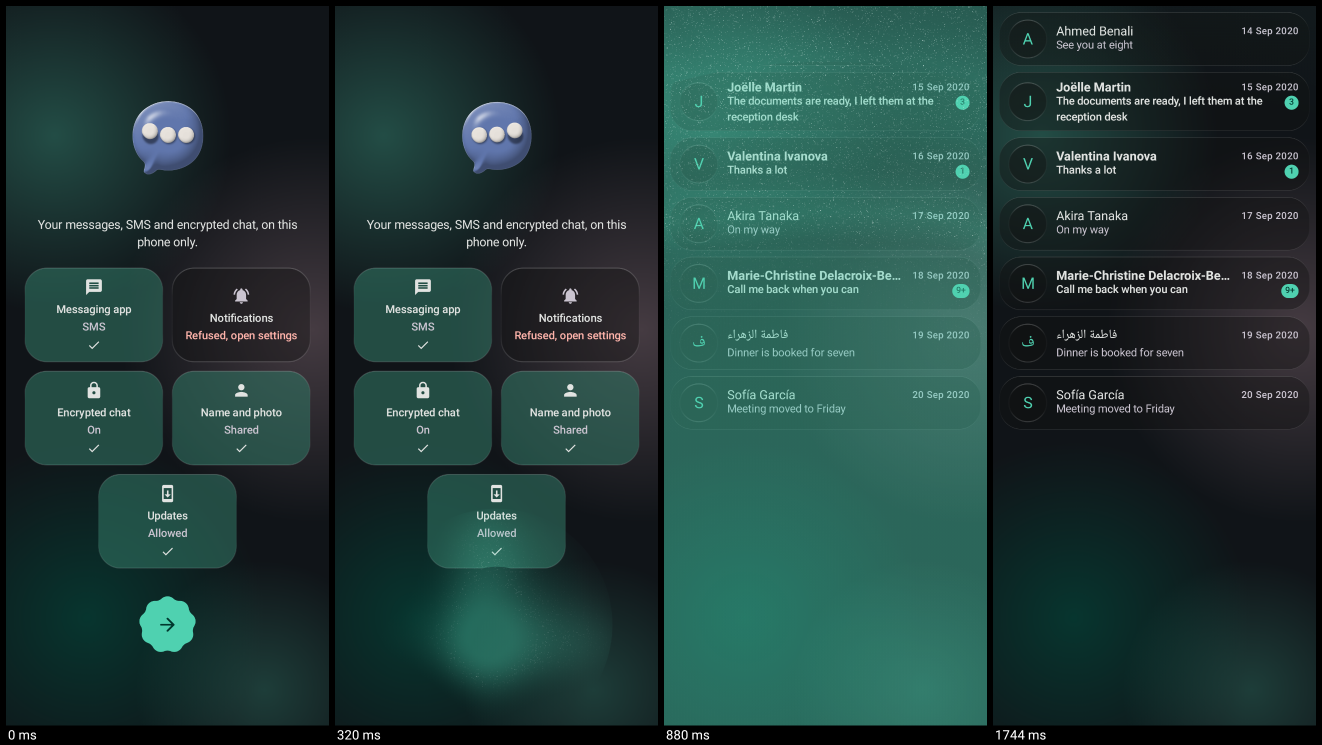 Your messages, SMS and encrypted chat, on this
phone only.
Messaging app
SMS
Notifications
Refused, open settings
Encrypted chat
On
Name and photo
Shared
Updates
Allowed
0 ms
Your messages, SMS and encrypted chat, on this
phone only.
Messaging app
SMS
Notifications
Refused, open settings
Encrypted chat
On
Name and photo
Shared
Updates
Allowed
320 ms
J
Joëlle Martin
15 Sep 2020
The documents are ready, I left them at the
reception desk
3
V
Valentina Ivanova
16 Sep 2020
Thanks a lot
1
A
Akira Tanaka
17 Sep 2020
On my way
M
Marie-Christine Delacroix-Be...
18 Sep 2020
Call me back when you can
9+
ف
فاطمة الزهراء
19 Sep 2020
Dinner is booked for seven
S
Sofía García
20 Sep 2020
Meeting moved to Friday
880 ms
A
Ahmed Benali
14 Sep 2020
See you at eight
J
Joëlle Martin
15 Sep 2020
The documents are ready, I left them at the
reception desk
3
V
Valentina Ivanova
16 Sep 2020
Thanks a lot
1
A
Akira Tanaka
17 Sep 2020
On my way
M
Marie-Christine Delacroix-Be...
18 Sep 2020
Call me back when you can
9+
ف
فاطمة الزهراء
19 Sep 2020
Dinner is booked for seven
S
Sofía García
20 Sep 2020
Meeting moved to Friday
1744 ms